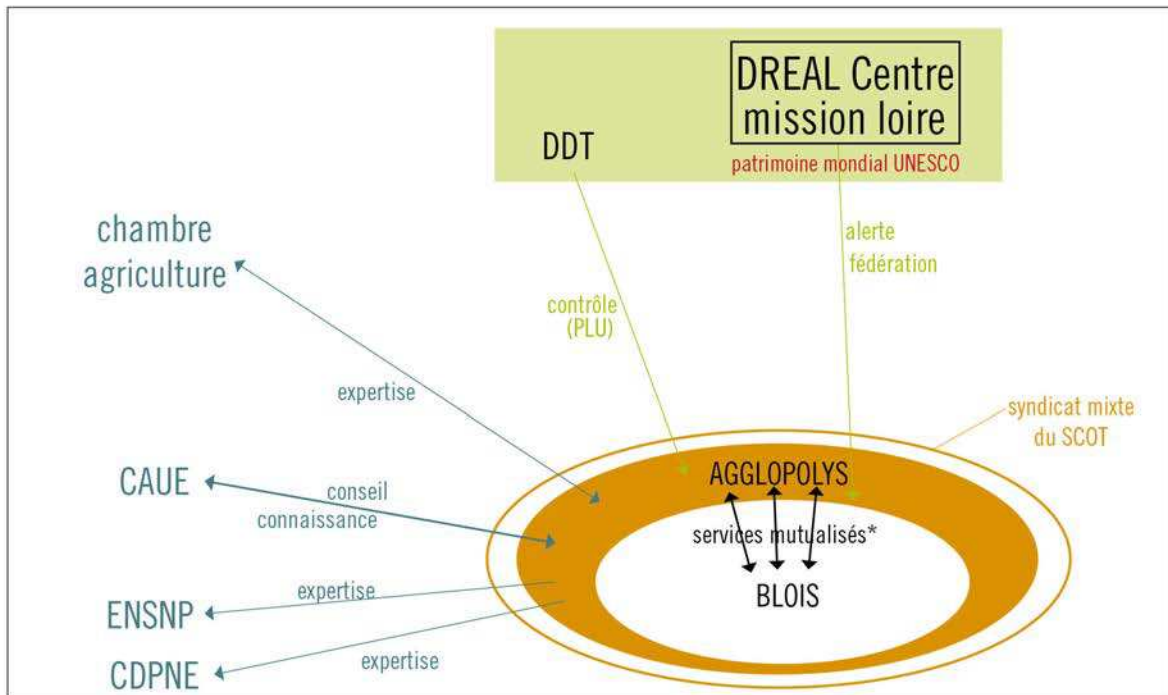 DREAL Centre
mission loire
DDT
patrimoine mondial UNESCO
chambre
agriculture
alerte
fédération
contrôle
(PLU)
expertise
syndicat mixte
du SCOT
CAUE
conseil
connaissance
AGGLOPOLYS
services mutualisés*
BLOIS
ENSNP
expertise
CDPNE
expertise